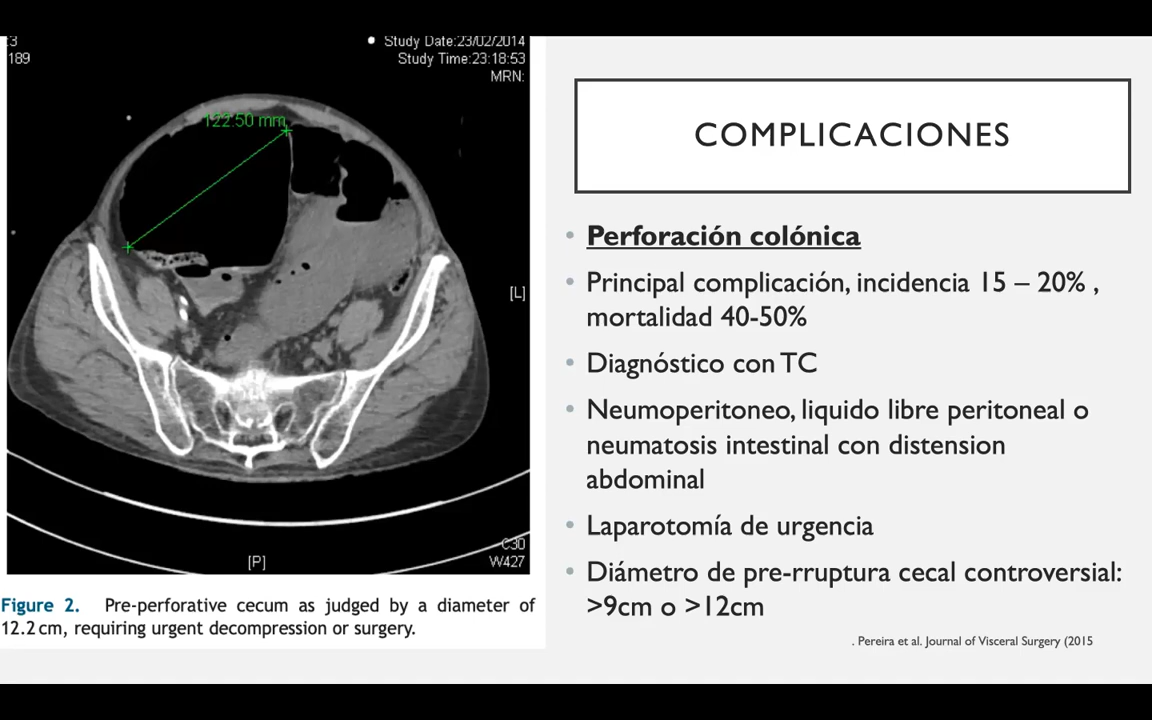 :3
189
Study Date:23/02/2014
Study Time:23:18:53
MRN:
122.50 mm
[L]
[P]
C30
W427
Figure 2. Pre-perforative cecum as judged by a diameter of
12.2 cm, requiring urgent decompression or surgery.
COMPLICACIONES
• Perforación colónica
• Principal complicación, incidencia 15 – 20% ,
mortalidad 40-50%
• Diagnóstico con TC
• Neumoperitoneo, liquido libre peritoneal o
neumatosis intestinal con distension
abdominal
• Laparotomía de urgencia
• Diámetro de pre-rruptura cecal controversial:
>9cm o >12cm
. Pereira et al. Journal of Visceral Surgery (2015